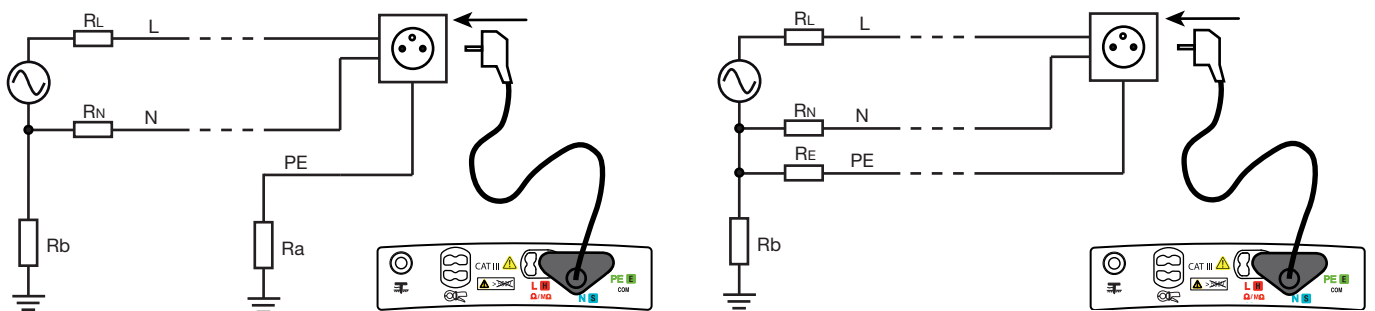 RL
L
RN
N
PE
Rb
Ra
CAT III
L H
Ω/MΩ
N S
PE E
COM
RL
L
RN
N
RE
PE
Rb
CAT III
L H
Ω/MΩ
N S
PE E
COM